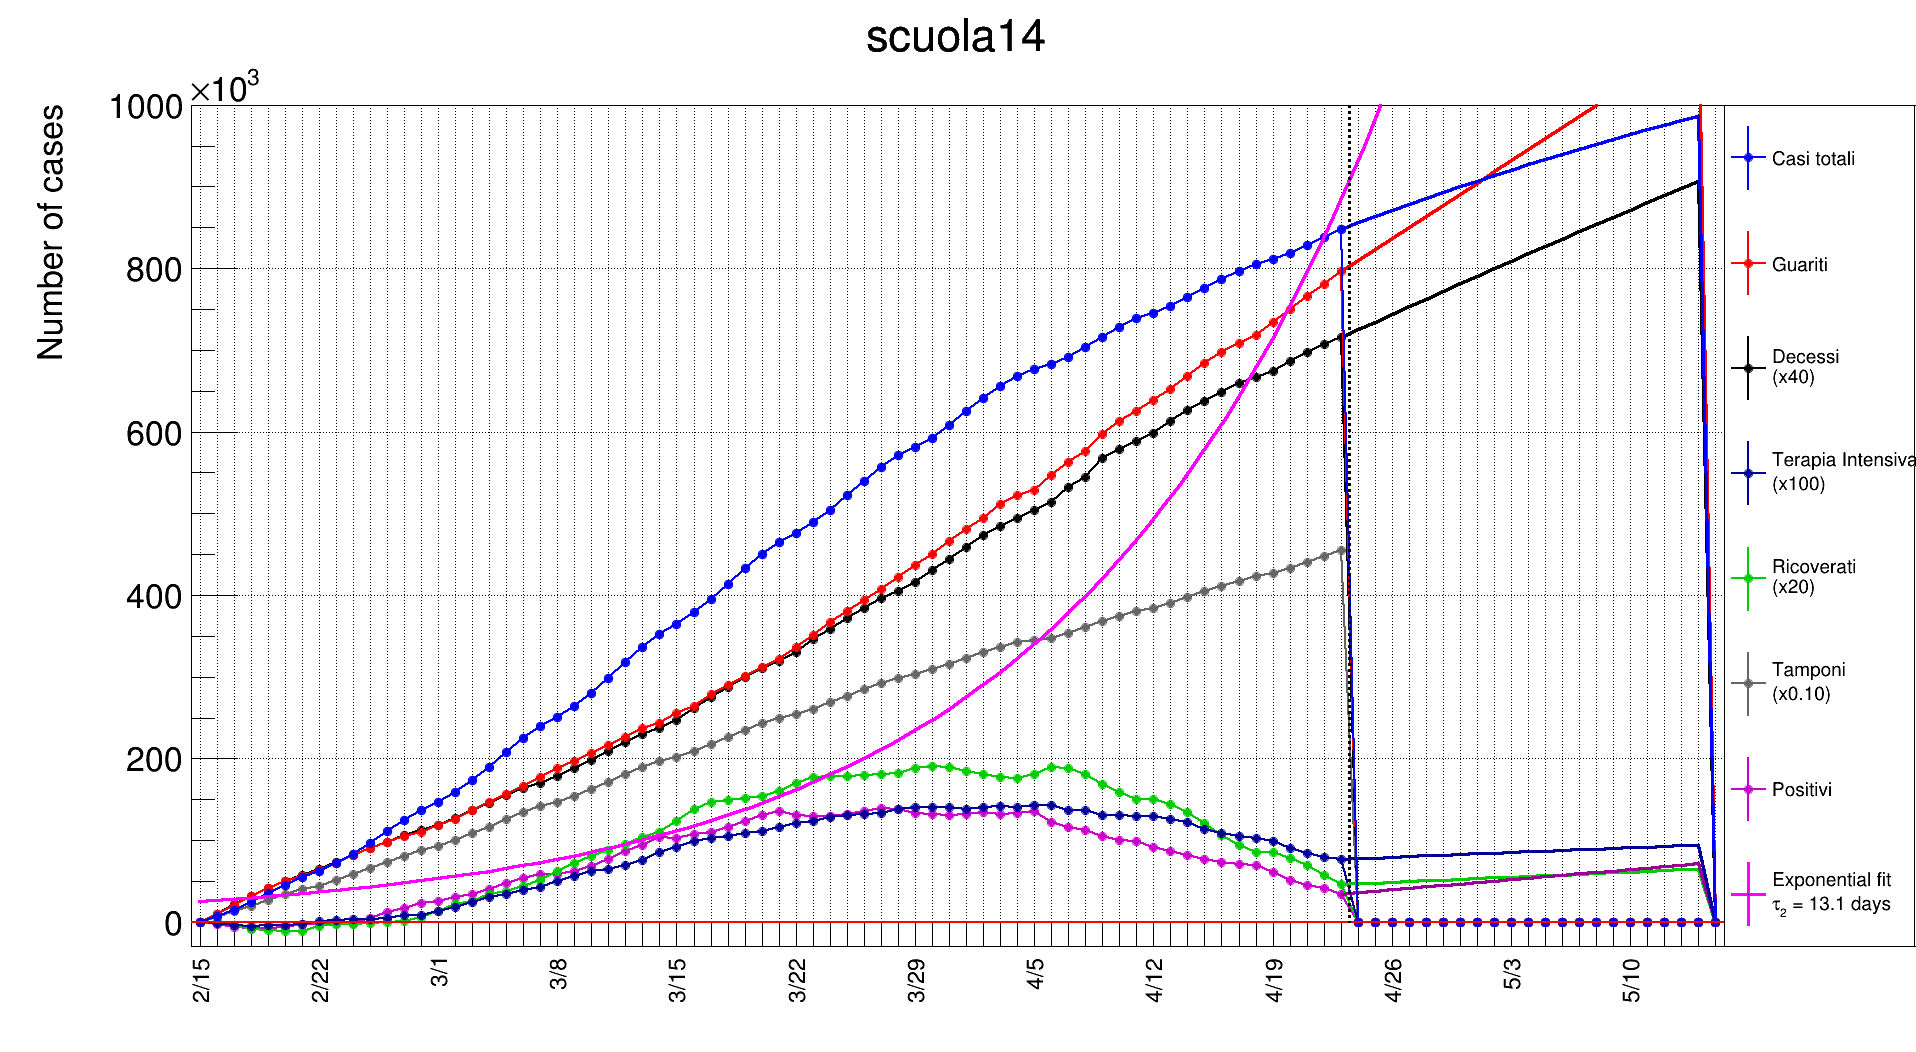 scuola14
×10³
Number of cases
1000
800
600
400
200
0
2/15
2/22
3/1
3/8
3/15
3/22
3/29
4/5
4/12
4/19
4/26
5/3
5/10
Casi totali
Guariti
Decessi
(x40)
Terapia Intensiva
(x100)
Ricoverati
(x20)
Tamponi
(x0.10)
Positivi
Exponential fit
τ₂ = 13.1 days